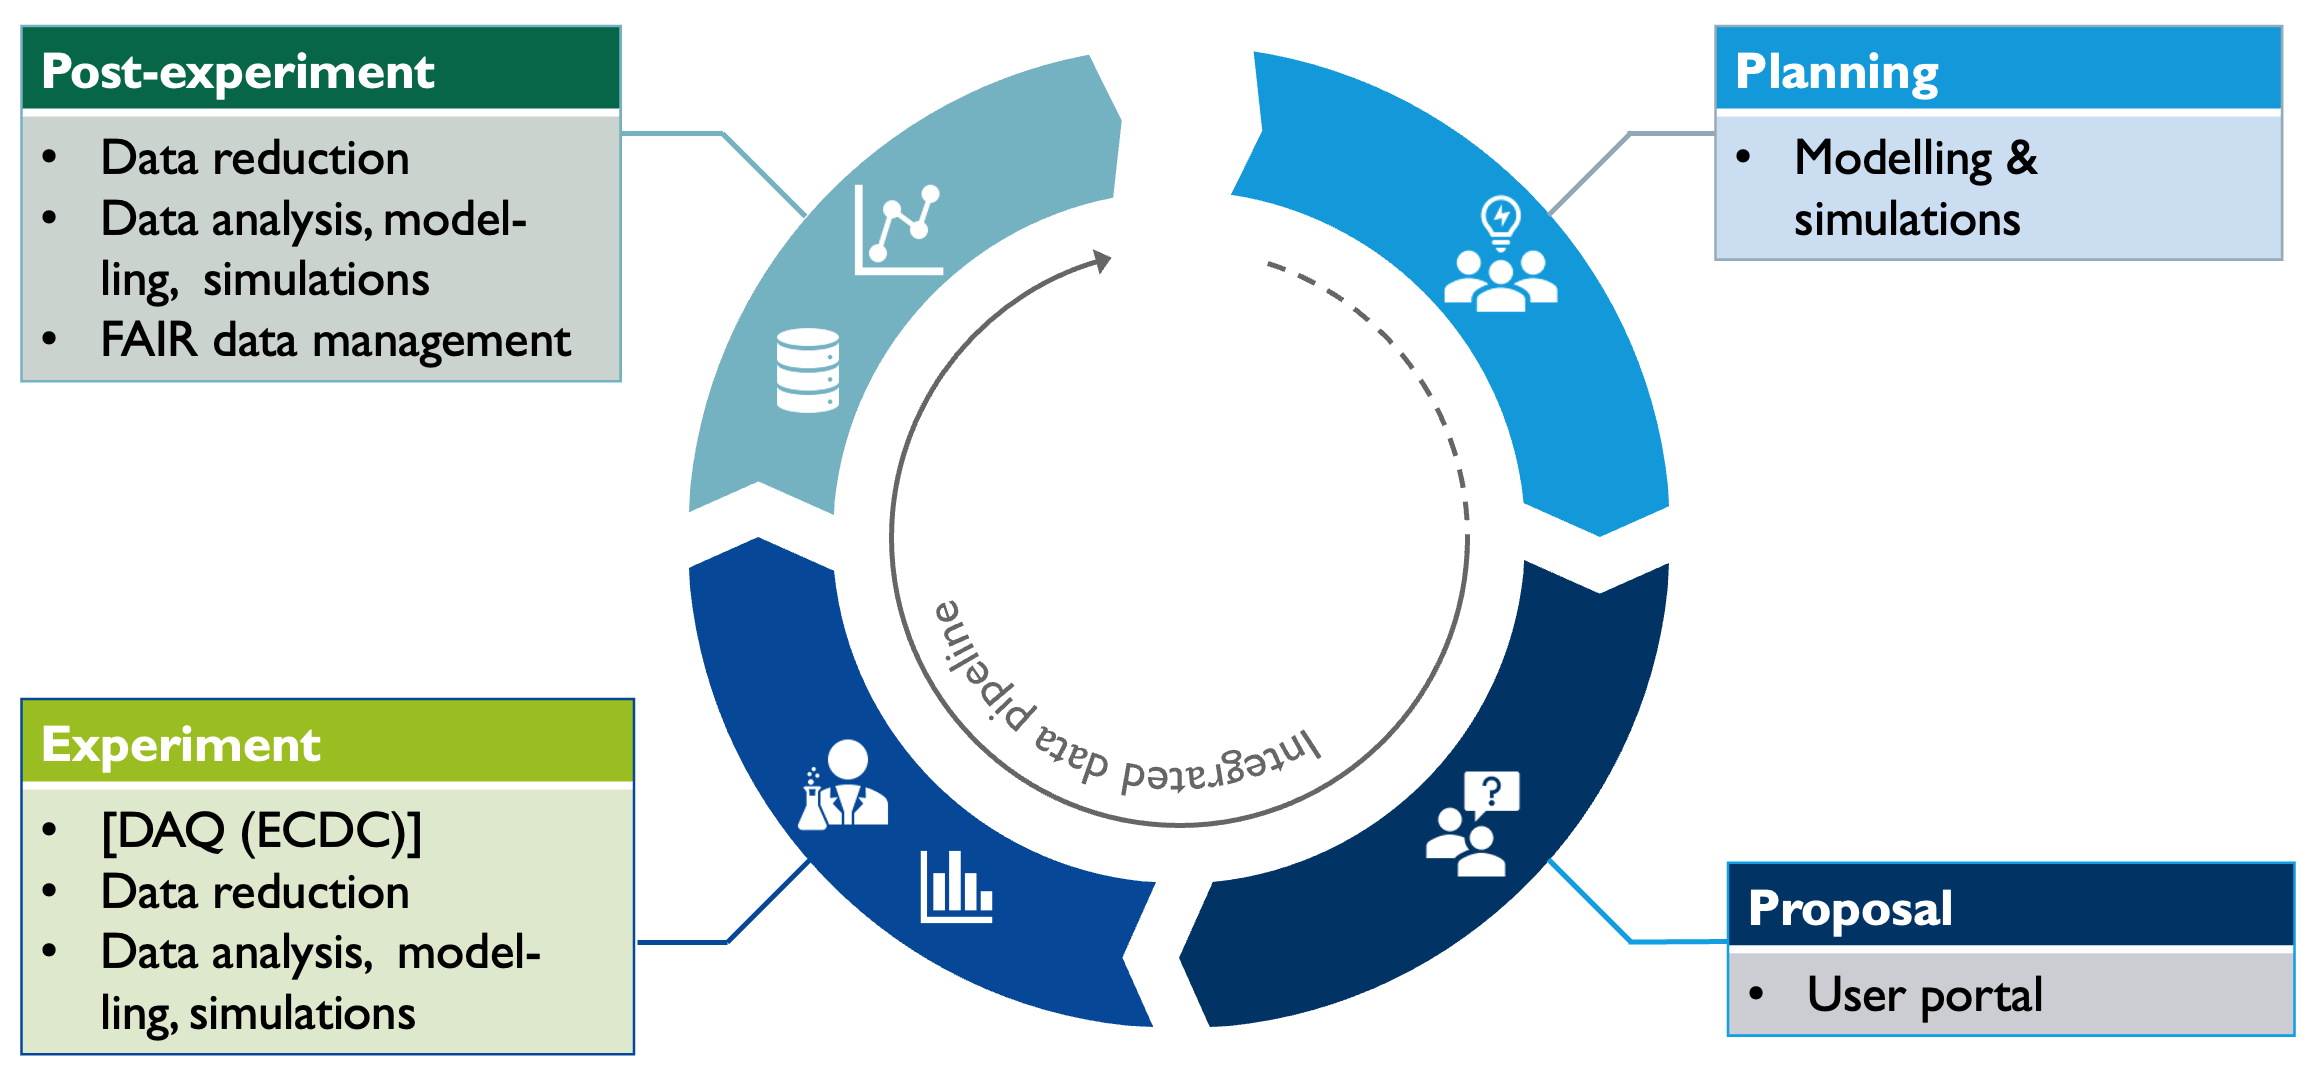 Post-experiment
• Data reduction
• Data analysis, model-
ling, simulations
• FAIR data management
Planning
• Modelling &
simulations
Integrated data pipeline
?
Experiment
• [DAQ (ECDC)]
• Data reduction
• Data analysis, model-
ling, simulations
Proposal
• User portal